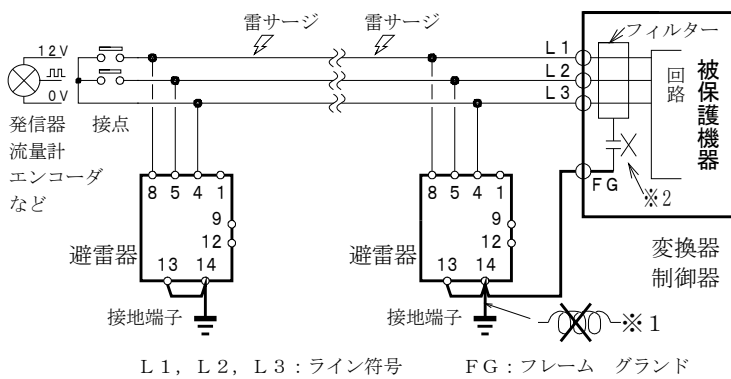 雷サージ
雷サージ
フィルター
12V
0V
L1
L2
L3
回路
被保護機器
発信器
流量計
エンコーダ
など
接点
FG
※2
8 5 4 1
9
12
13 14
避雷器
接地端子
8 5 4 1
9
12
13 14
避雷器
接地端子
変換器
制御器
※1
L1，L2，L3：ライン符号 FG：フレーム グランド